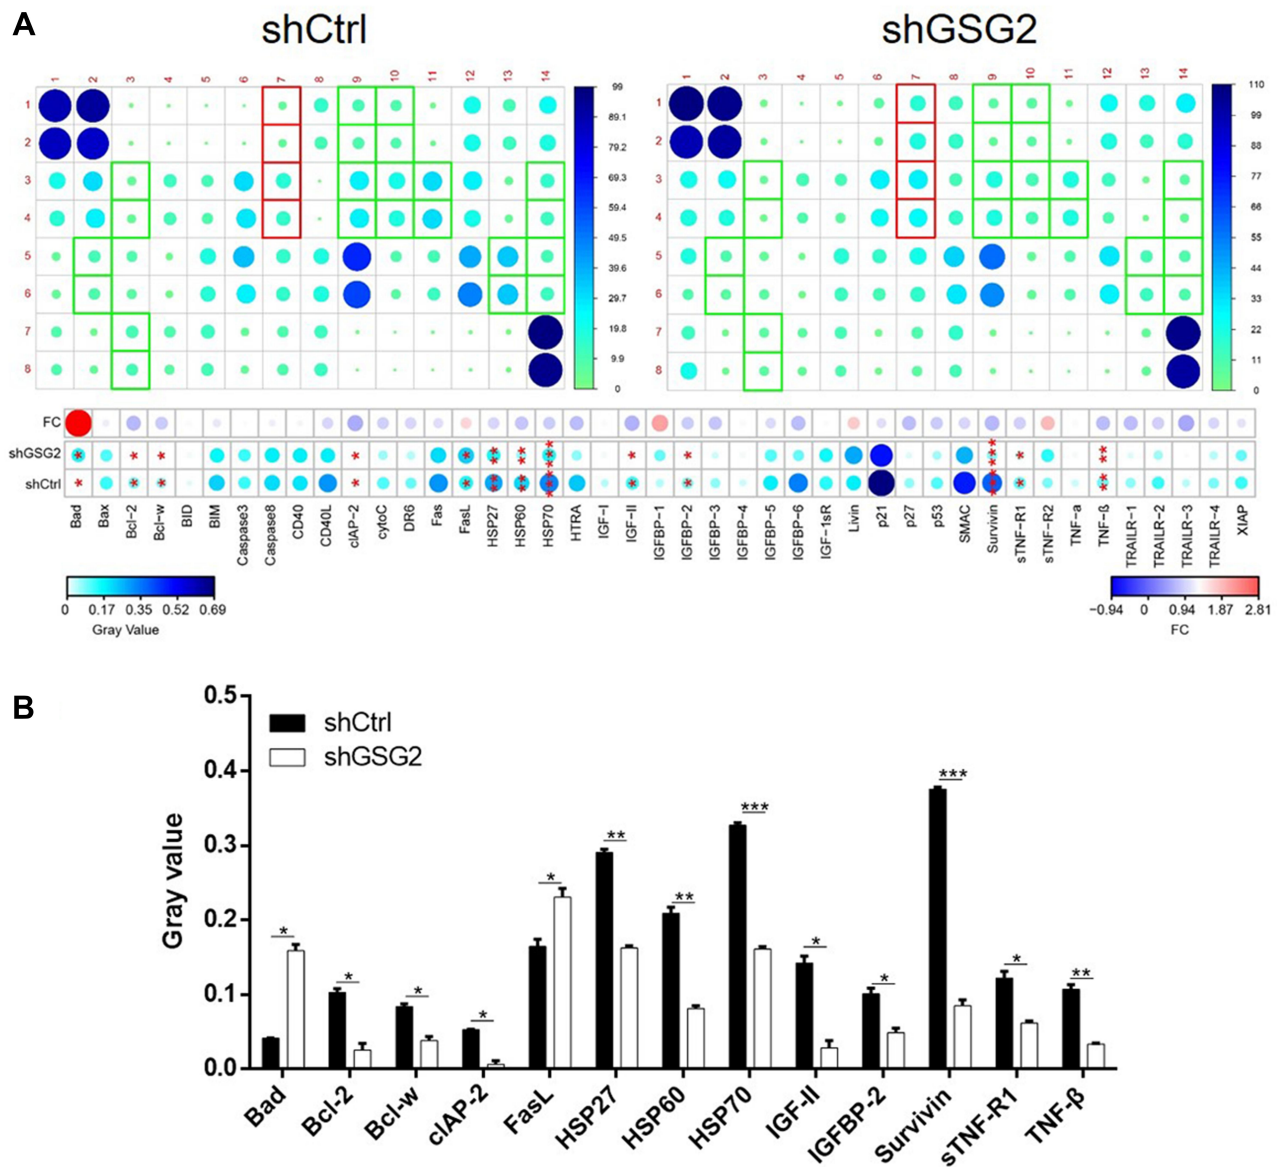 A
shCtrl
shGSG2
1 2 3 4 5 6 7 8 9 10 11 12 13 14
1 2 3 4 5 6 7 8 9 10 11 12 13 14
1
2
3
4
5
6
7
8
99
89.1
79.2
69.3
59.4
49.5
39.6
29.7
19.8
9.9
0
1
2
3
4
5
6
7
8
110
99
88
77
66
55
44
33
22
11
0
FC
shGSG2
shCtrl
Bad Bax Bcl-2 Bcl-w BID BIM Caspase3 Caspase8 CD40 CD40L cIAP-2 cytoC DR6 Fas FasL HSP27 HSP60 HSP70 HTRA IGF-I IGF-II IGFBP-1 IGFBP-2 IGFBP-3 IGFBP-4 IGFBP-5 IGFBP-6 IGF-1sR Livin p21 p27 p53 SMAC Survivin sTNF-R1 sTNF-R2 TNF-a TNF-ß TRAILR-1 TRAILR-2 TRAILR-3 TRAILR-4 XIAP
0 0.17 0.35 0.52 0.69
Gray Value
−0.94 0 0.94 1.87 2.81
FC
B
shCtrl
shGSG2
Gray value
0.5
0.4
0.3
0.2
0.1
0.0
* * * * * ** ** *** * * *** * **
Bad Bcl-2 Bcl-w cIAP-2 FasL HSP27 HSP60 HSP70 IGF-II IGFBP-2 Survivin sTNF-R1 TNF-β